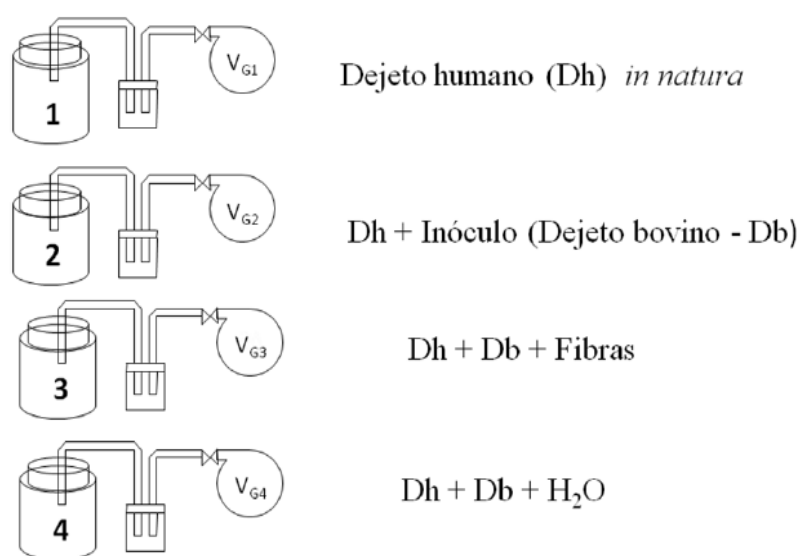 V_G1
Dejeto humano (Dh) in natura
1
V_G2
Dh + Inóculo (Dejeto bovino - Db)
2
V_G3
Dh + Db + Fibras
3
V_G4
Dh + Db + H₂O
4